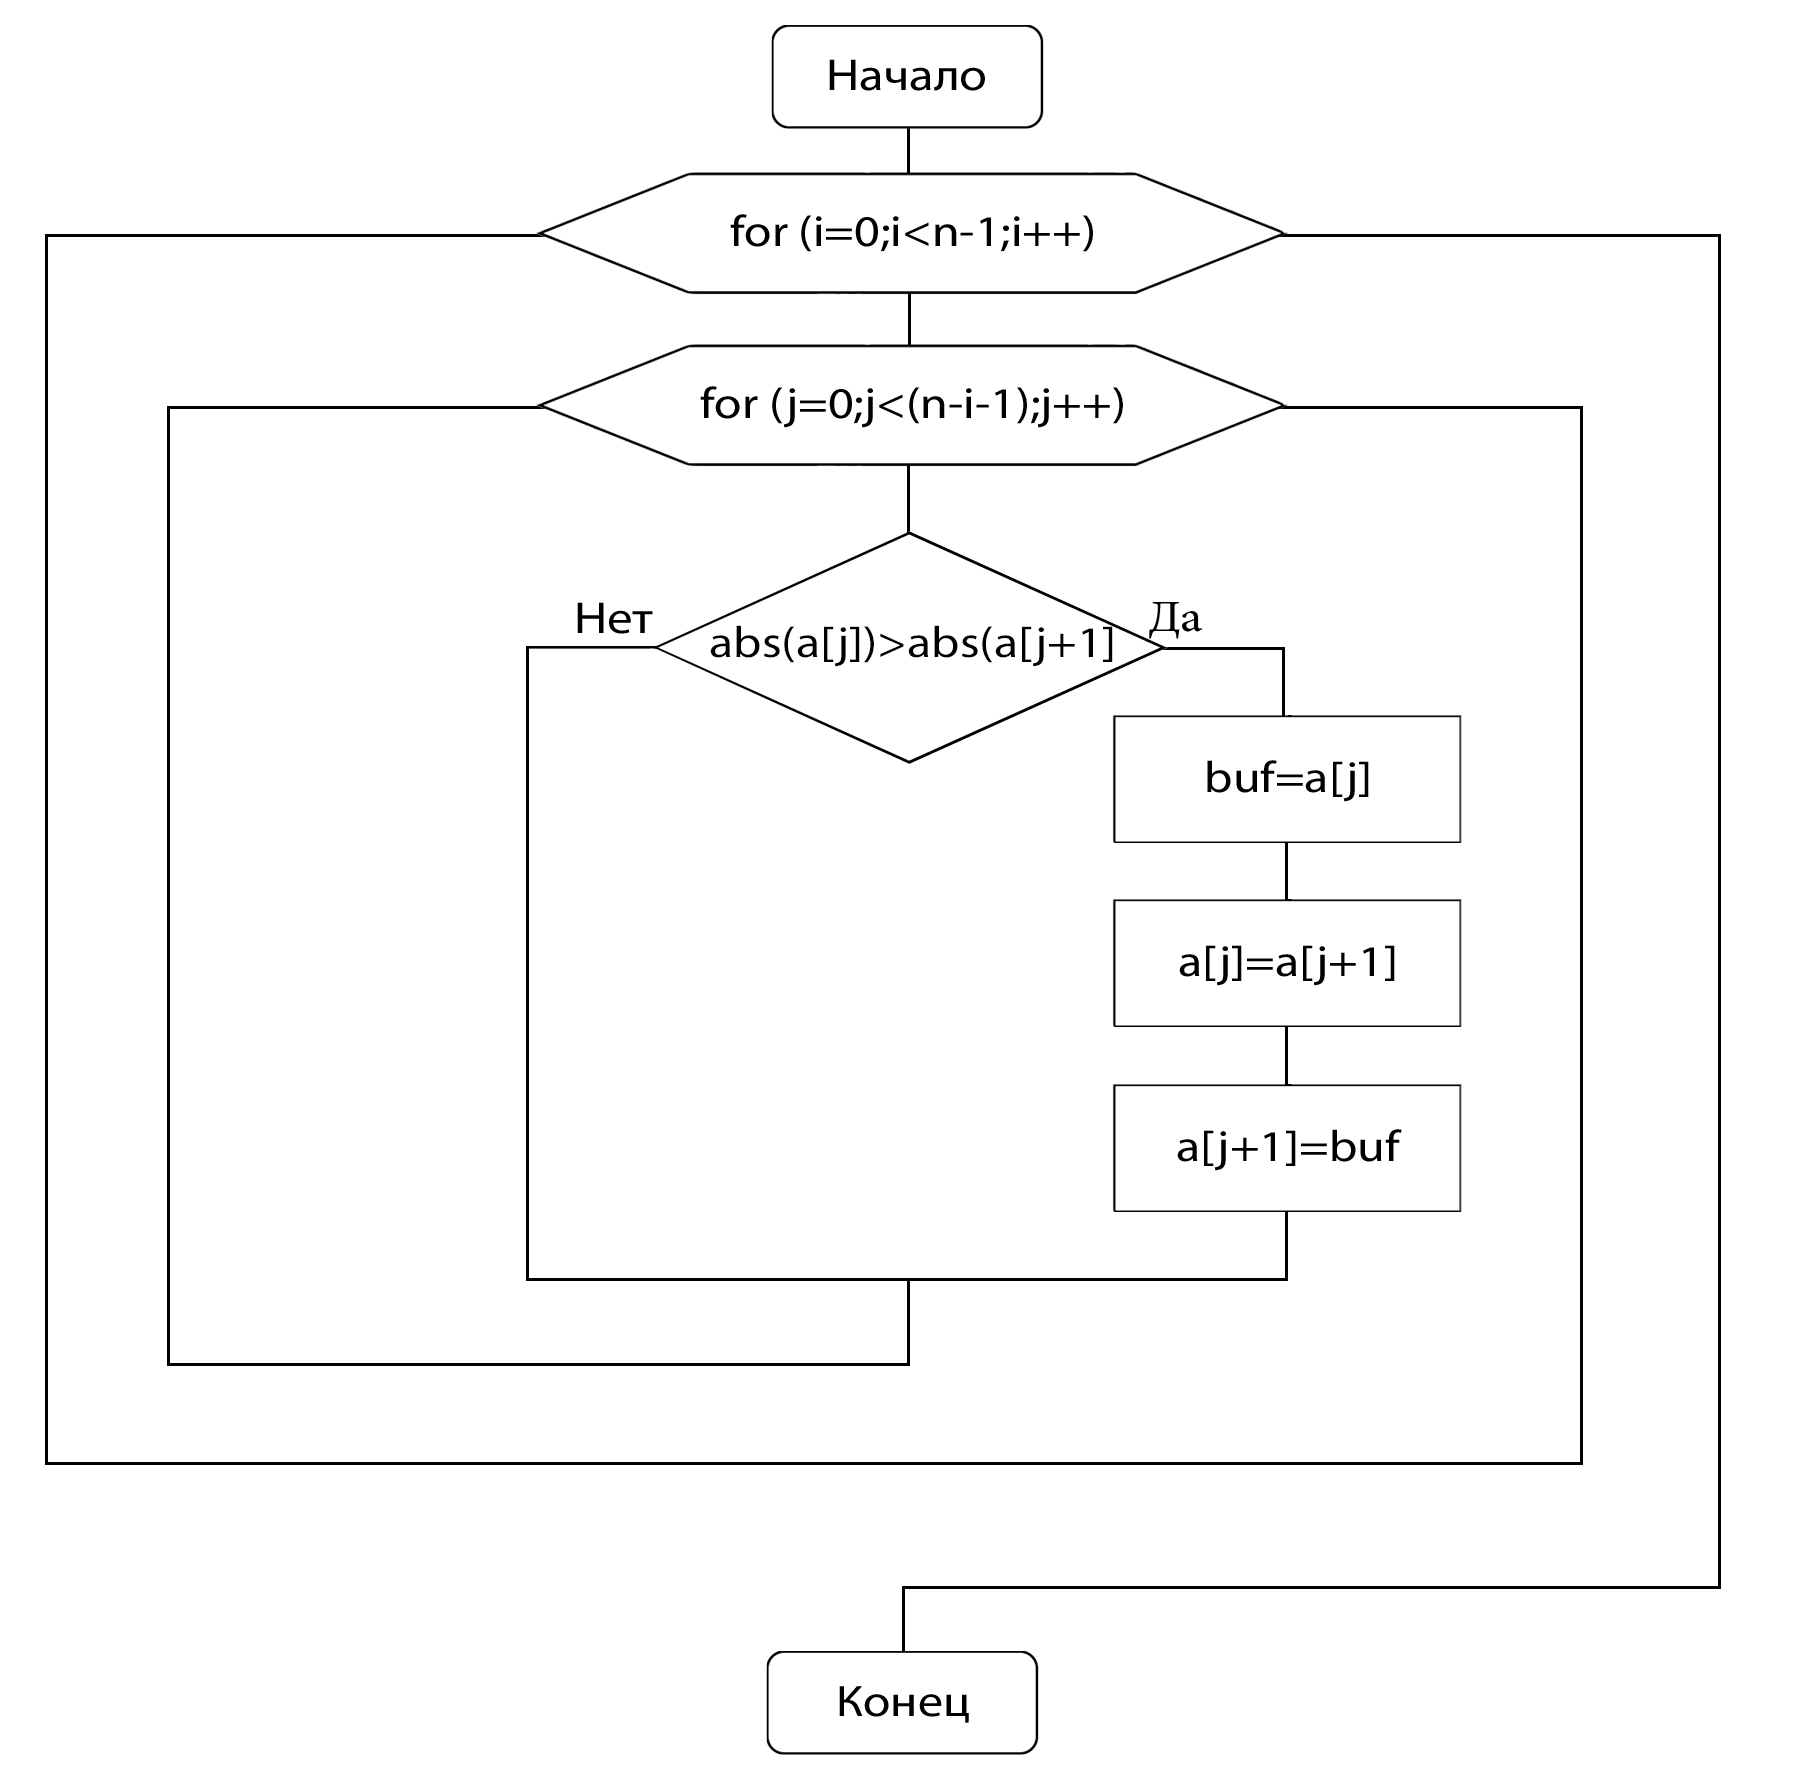 Начало
for (i=0;i<n-1;i++)
for (j=0;j<(n-i-1);j++)
Нет
abs(a[j])>abs(a[j+1]
Да
buf=a[j]
a[j]=a[j+1]
a[j+1]=buf
Конец